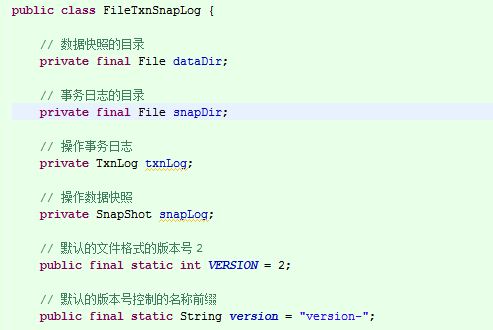 public class FileTxnSnapLog {
// 数据快照的目录
private final File dataDir;
// 事务日志的目录
private final File snapDir;
// 操作事务日志
private TxnLog txnLog;
// 操作数据快照
private SnapShot snapLog;
// 默认的文件格式的版本号 2
public final static int VERSION = 2;
// 默认的版本号控制的名称前缀
public final static String version = "version-";